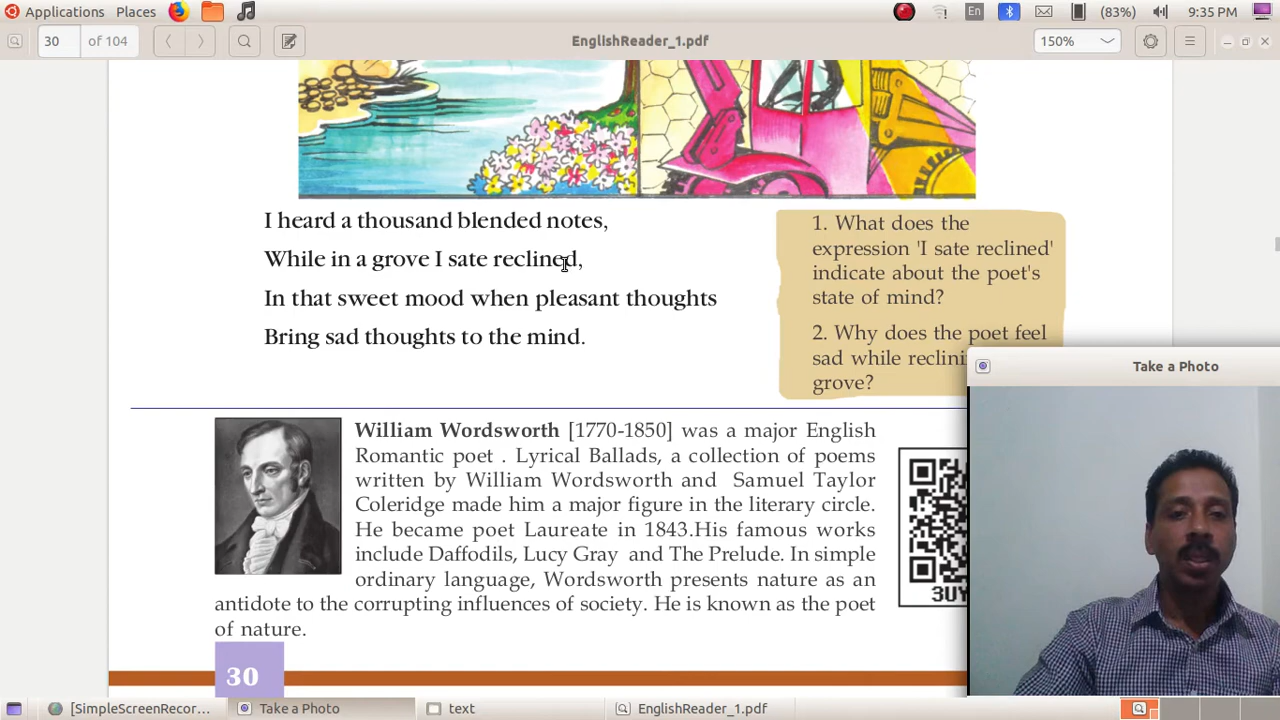 Applications Places
En
(83%)
9:35 PM
30 of 104
EnglishReader_1.pdf
150%
I heard a thousand blended notes,
While in a grove I sate reclined,
In that sweet mood when pleasant thoughts
Bring sad thoughts to the mind.
1. What does the
expression 'I sate reclined'
indicate about the poet's
state of mind?
2. Why does the poet feel
sad while reclini
grove?
Take a Photo
William Wordsworth [1770-1850] was a major English
Romantic poet . Lyrical Ballads, a collection of poems
written by William Wordsworth and Samuel Taylor
Coleridge made him a major figure in the literary circle.
He became poet Laureate in 1843.His famous works
include Daffodils, Lucy Gray and The Prelude. In simple
ordinary language, Wordsworth presents nature as an
antidote to the corrupting influences of society. He is known as the poet
of nature.
3UY
30
[SimpleScreenRecor...
Take a Photo
text
EnglishReader_1.pdf